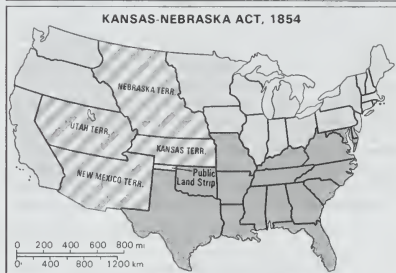 KANSAS-NEBRASKA ACT, 1854
NEBRASKA TERR.
UTAH TERR.
KANSAS TERR.
Public
Land Strip
NEW MEXICO TERR.
0 200 400 600 800 mi
0 400 800 1200 km